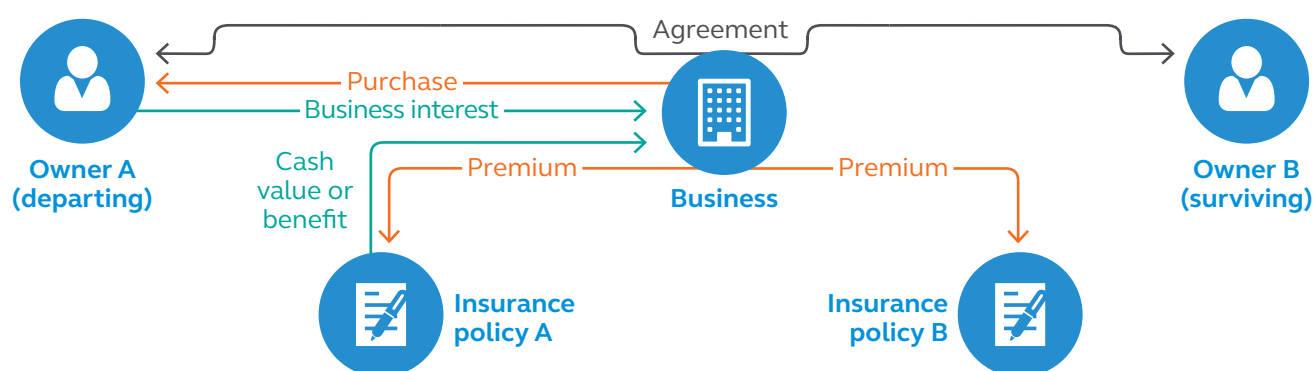 Agreement
Purchase
Business interest
Owner A
(departing)
Cash
value or
benefit
Premium
Business
Premium
Owner B
(surviving)
Insurance
policy A
Insurance
policy B